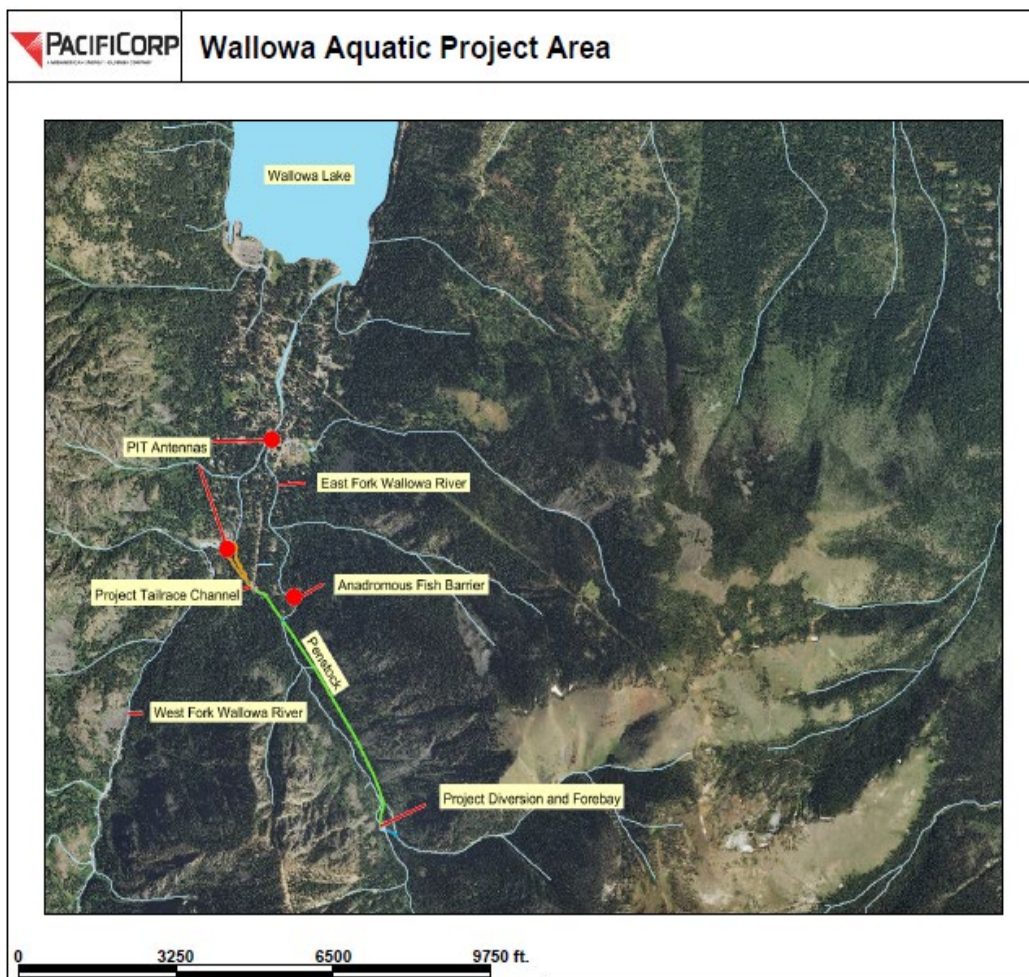 PACIFICORP
Wallowa Aquatic Project Area
Wallowa Lake
PIT Antennas
East Fork Wallowa River
Anadromous Fish Barrier
Project Tailrace Channel
Penstock
West Fork Wallowa River
Project Diversion and Forebay
0 3250 6500 9750 ft.